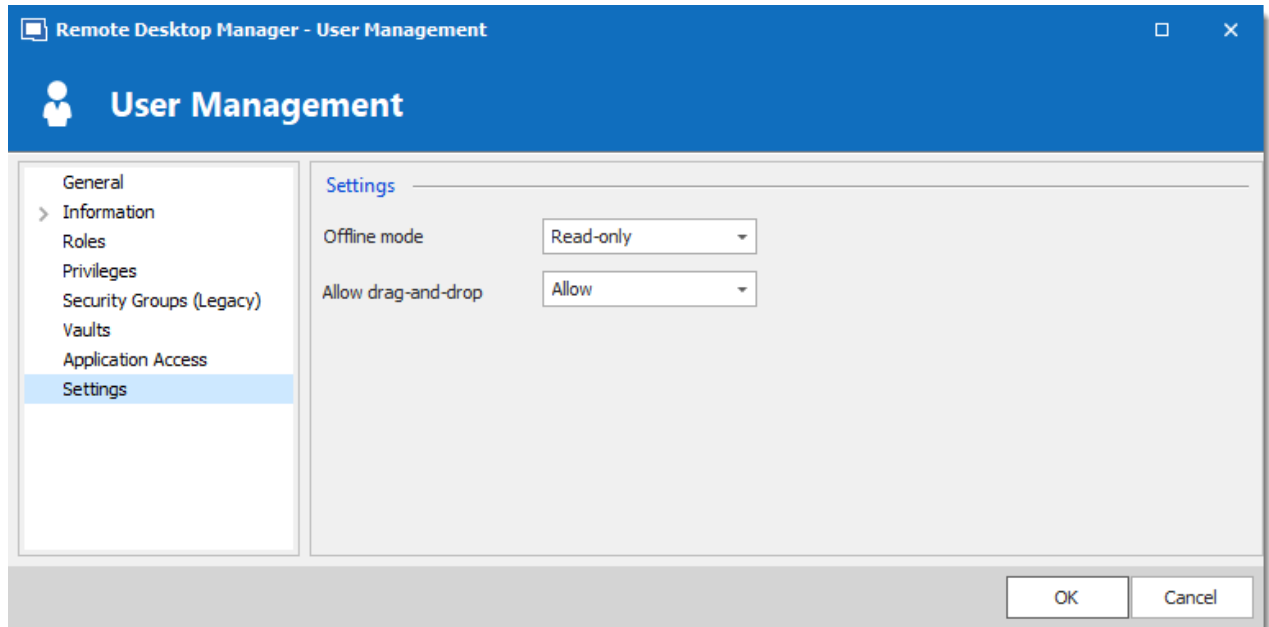 Remote Desktop Manager - User Management
User Management
General
Information
Roles
Privileges
Security Groups (Legacy)
Vaults
Application Access
Settings
Settings
Offline mode Read-only
Allow drag-and-drop Allow
OK Cancel